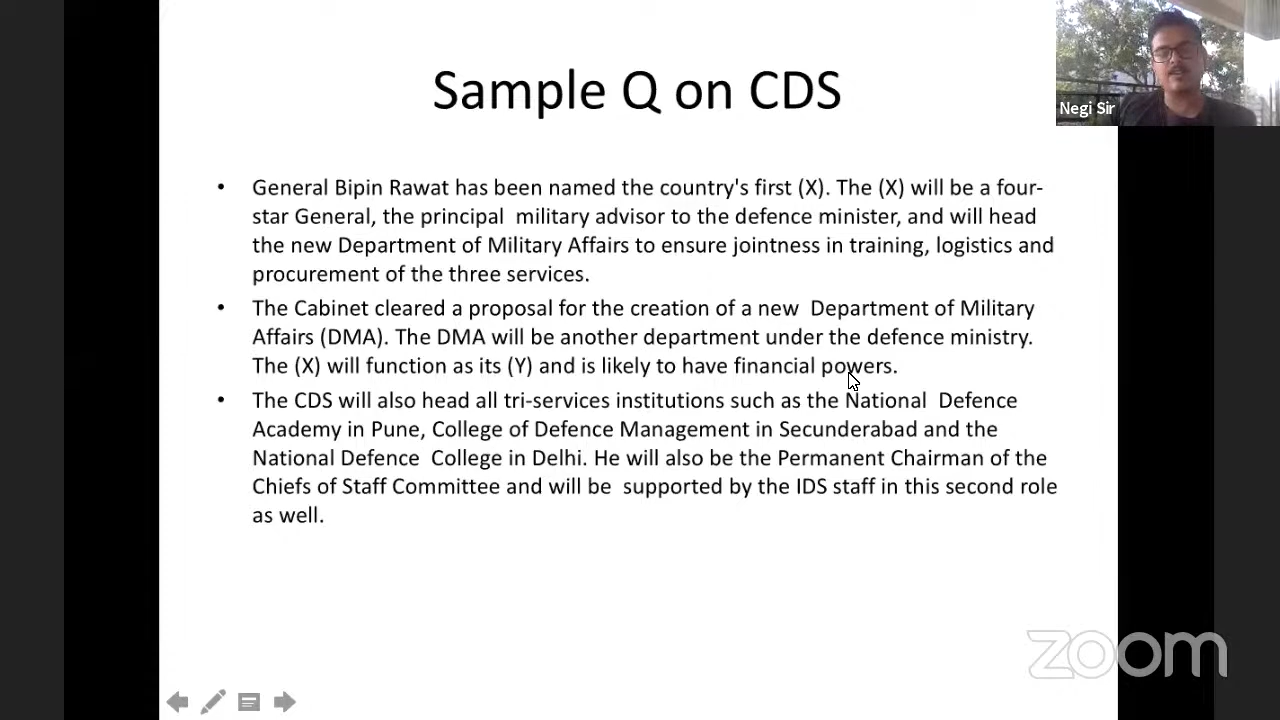 Sample Q on CDS
Negi Sir
• General Bipin Rawat has been named the country's first (X). The (X) will be a four-
star General, the principal military advisor to the defence minister, and will head
the new Department of Military Affairs to ensure jointness in training, logistics and
procurement of the three services.
• The Cabinet cleared a proposal for the creation of a new Department of Military
Affairs (DMA). The DMA will be another department under the defence ministry.
The (X) will function as its (Y) and is likely to have financial powers.
• The CDS will also head all tri-services institutions such as the National Defence
Academy in Pune, College of Defence Management in Secunderabad and the
National Defence College in Delhi. He will also be the Permanent Chairman of the
Chiefs of Staff Committee and will be supported by the IDS staff in this second role
as well.
zoom